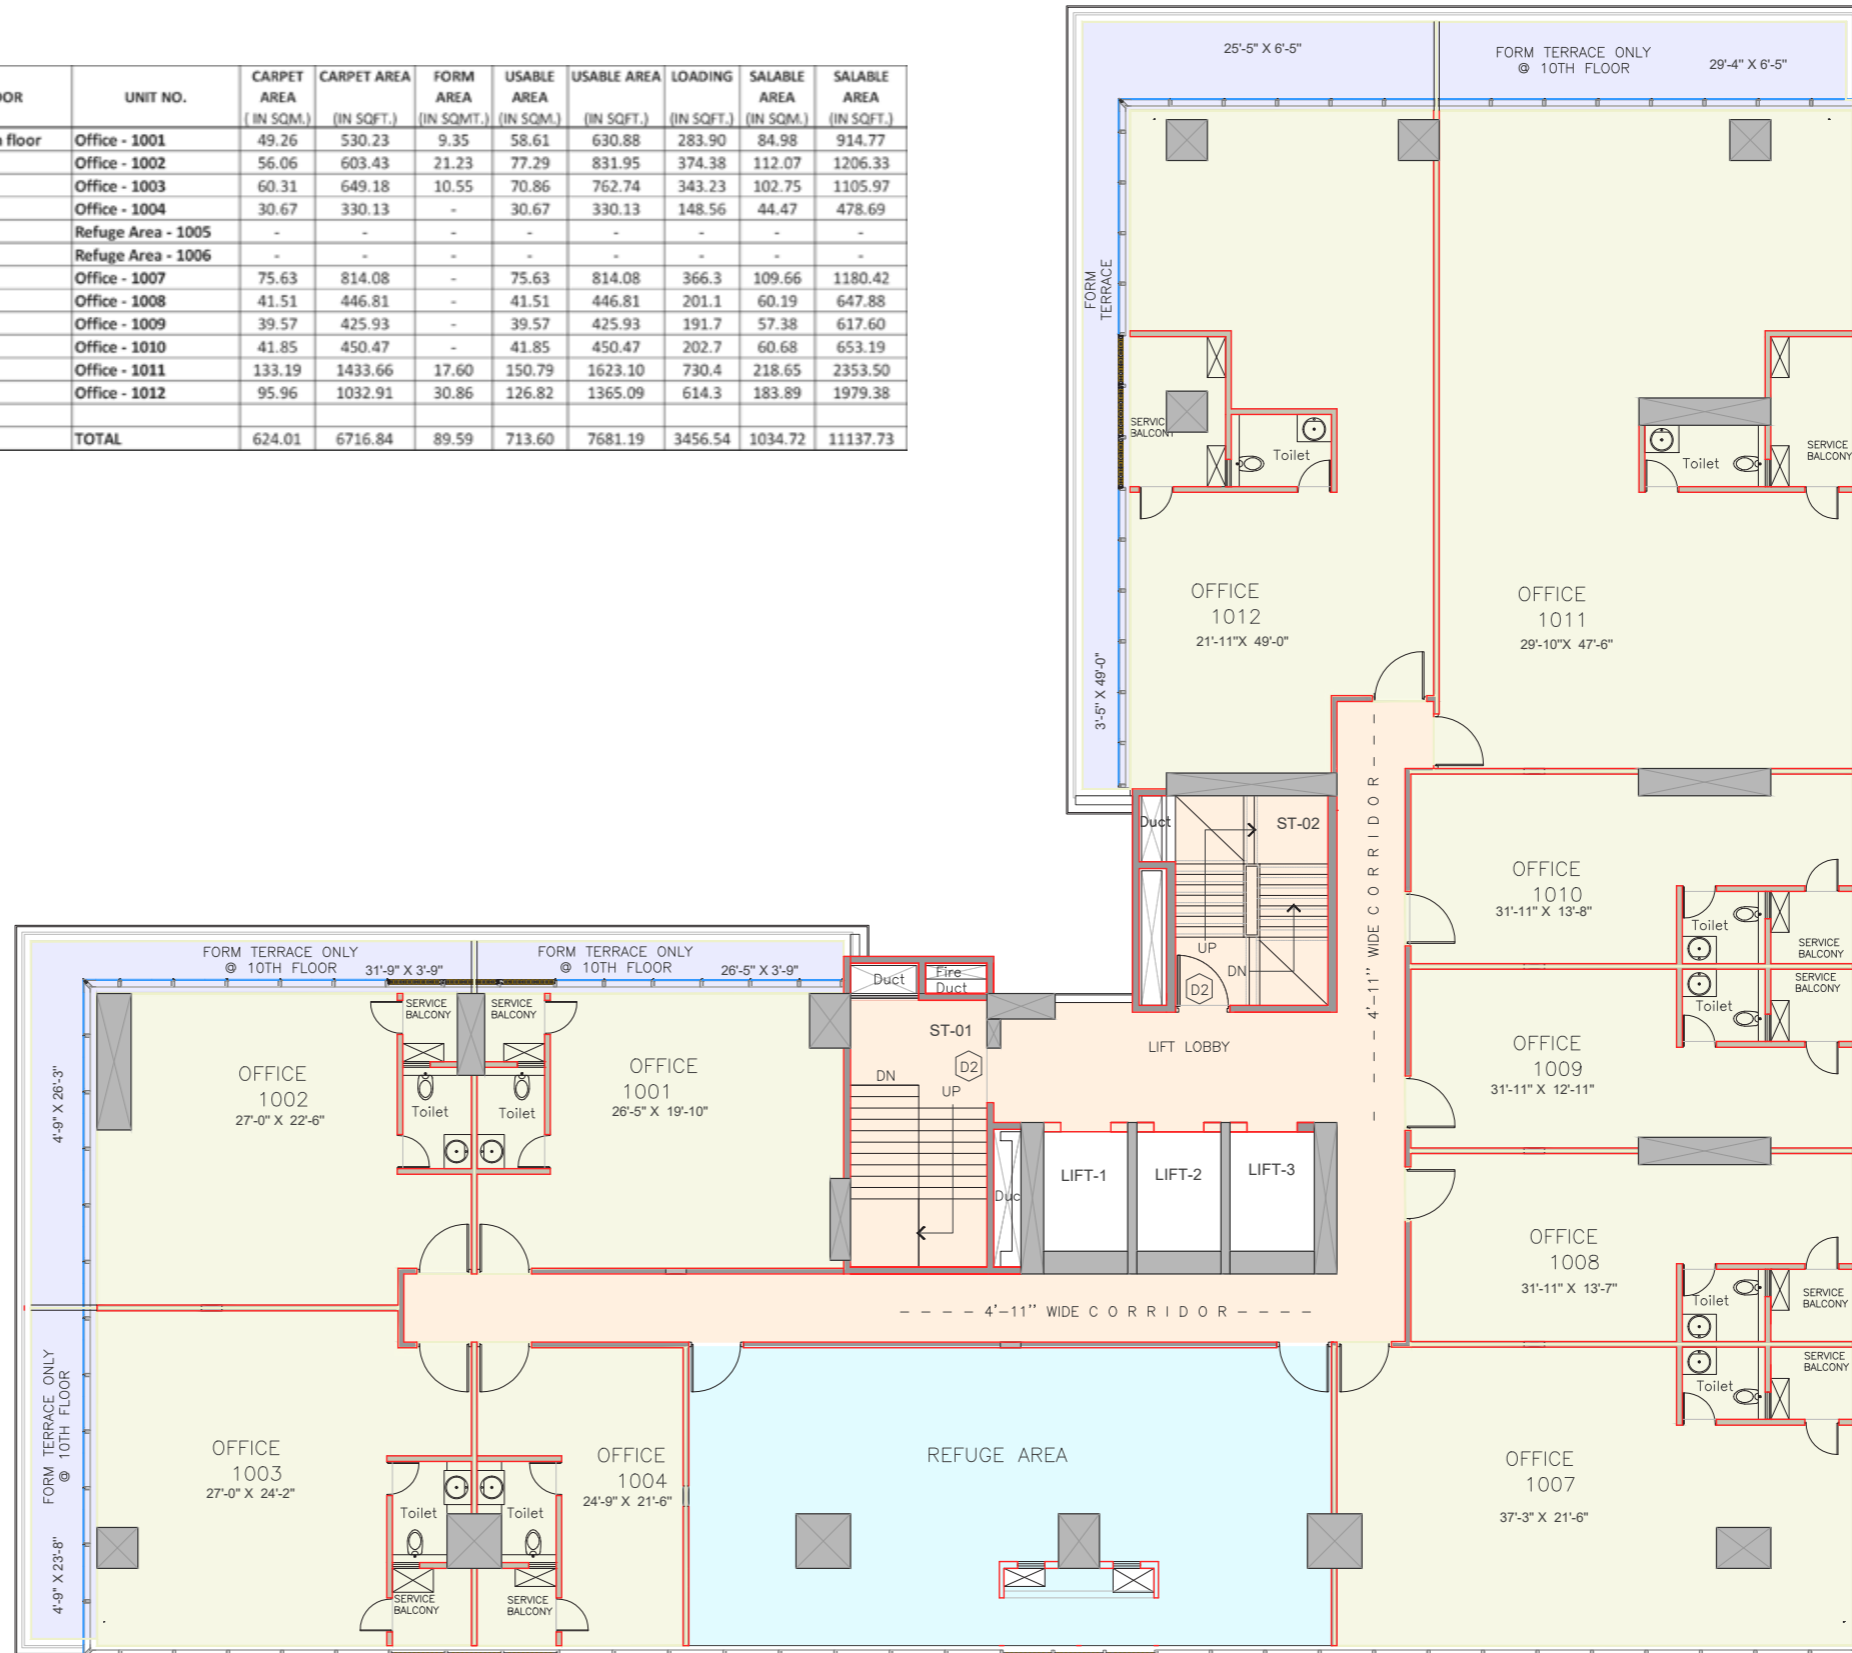 OOR UNIT NO. CARPET AREA ( IN SQM.) CARPET AREA (IN SQFT.) FORM AREA (IN SQMT.) USABLE AREA (IN SQM.) USABLE AREA (IN SQFT.) LOADING (IN SQFT.) SALABLE AREA (IN SQM.) SALABLE AREA (IN SQFT.)
floor Office - 1001 49.26 530.23 9.35 58.61 630.88 283.90 84.98 914.77
Office - 1002 56.06 603.43 21.23 77.29 831.95 374.38 112.07 1206.33
Office - 1003 60.31 649.18 10.55 70.86 762.74 343.23 102.75 1105.97
Office - 1004 30.67 330.13 - 30.67 330.13 148.56 44.47 478.69
Refuge Area - 1005 - - - - - - - -
Refuge Area - 1006 - - - - - - - -
Office - 1007 75.63 814.08 - 75.63 814.08 366.3 109.66 1180.42
Office - 1008 41.51 446.81 - 41.51 446.81 201.1 60.19 647.88
Office - 1009 39.57 425.93 - 39.57 425.93 191.7 57.38 617.60
Office - 1010 41.85 450.47 - 41.85 450.47 202.7 60.68 653.19
Office - 1011 133.19 1433.66 17.60 150.79 1623.10 730.4 218.65 2353.50
Office - 1012 95.96 1032.91 30.86 126.82 1365.09 614.3 183.89 1979.38
TOTAL 624.01 6716.84 89.59 713.60 7681.19 3456.54 1034.72 11137.73
25'-5" X 6'-5"
FORM TERRACE ONLY
@ 10TH FLOOR
29'-4" X 6'-5"
FORM
TERRACE
3'-5" X 49'-0"
SERVIC
BALCON
Toilet
Toilet
SERVICE
BALCONY
OFFICE
1012
21'-11"X 49'-0"
OFFICE
1011
29'-10"X 47'-6"
Duct
ST-02
UP
DN
D2
4'-11" WIDE CORRIDOR
OFFICE
1010
31'-11" X 13'-8"
Toilet
SERVICE
BALCONY
OFFICE
1009
31'-11" X 12'-11"
Toilet
SERVICE
BALCONY
OFFICE
1008
31'-11" X 13'-7"
Toilet
SERVICE
BALCONY
OFFICE
1007
37'-3" X 21'-6"
Toilet
SERVICE
BALCONY
FORM TERRACE ONLY
@ 10TH FLOOR
31'-9" X 3'-9"
FORM TERRACE ONLY
@ 10TH FLOOR
26'-5" X 3'-9"
Duct
Fire
Duct
ST-01
D2
DN
UP
LIFT LOBBY
Duc
LIFT-1
LIFT-2
LIFT-3
SERVICE
BALCONY
SERVICE
BALCONY
Toilet
Toilet
OFFICE
1002
27'-0" X 22'-6"
OFFICE
1001
26'-5" X 19'-10"
4'-9" X 26'-3"
4'-11" WIDE CORRIDOR
FORM TERRACE ONLY
@ 10TH FLOOR
4'-9" X 23'-8"
OFFICE
1003
27'-0" X 24'-2"
OFFICE
1004
24'-9" X 21'-6"
Toilet
Toilet
SERVICE
BALCONY
SERVICE
BALCONY
REFUGE AREA